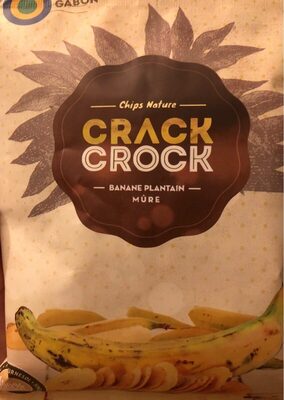 GABON
Chips Nature
CRACK
CROCK
BANANE PLANTAIN
MÛRE